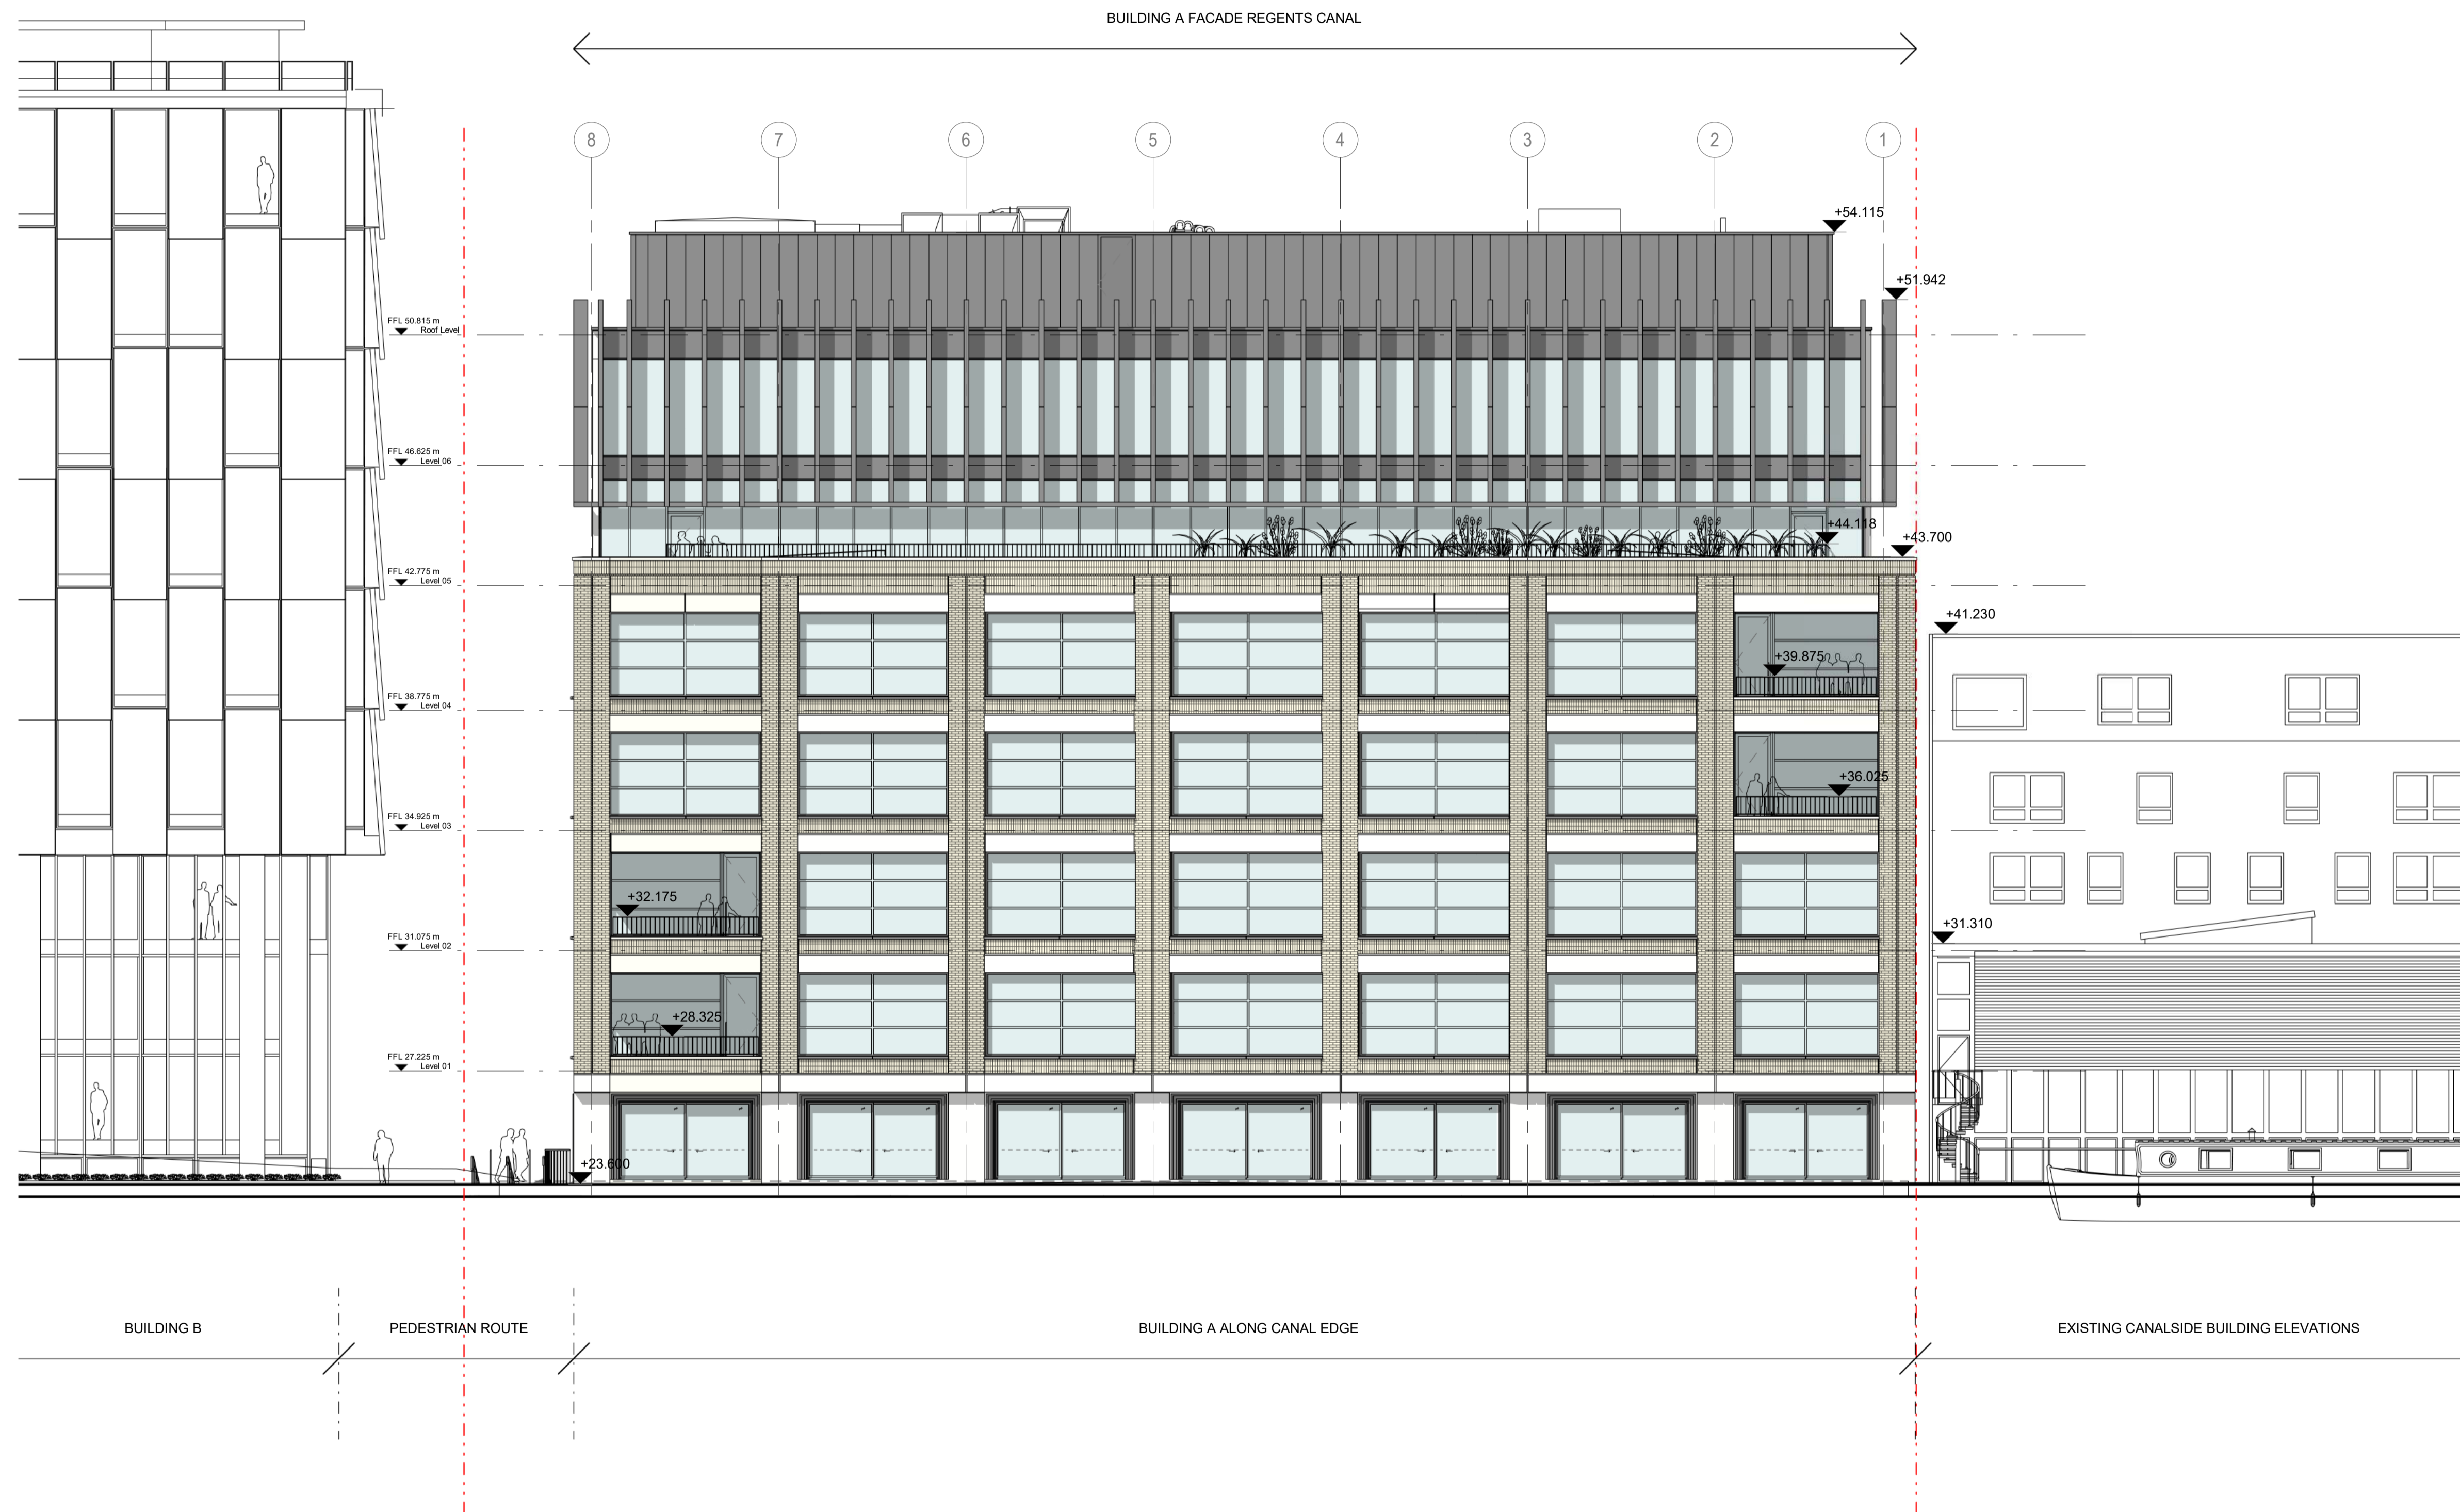 BUILDING A FACADE REGENTS CANAL
8 7 6 5 4 3 2 1
+54.115
+51.942
FFL 50.815 m
Roof Level
FFL 46.625 m
Level 06
+44.118
+43.700
FFL 42.775 m
Level 05
+41.230
+39.875
FFL 38.775 m
Level 04
+36.025
FFL 34.925 m
Level 03
+32.175
+31.310
FFL 31.075 m
Level 02
+28.325
FFL 27.225 m
Level 01
+23.600
BUILDING B
PEDESTRIAN ROUTE
BUILDING A ALONG CANAL EDGE
EXISTING CANALSIDE BUILDING ELEVATIONS